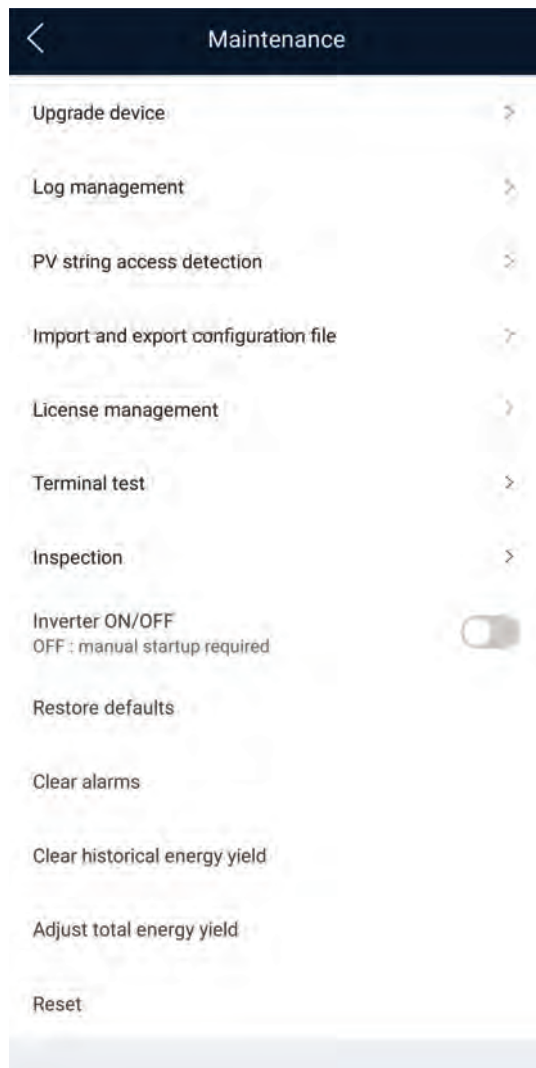 Maintenance
Upgrade device
Log management
PV string access detection
Import and export configuration file
License management
Terminal test
Inspection
Inverter ON/OFF
OFF : manual startup required
Restore defaults
Clear alarms
Clear historical energy yield
Adjust total energy yield
Reset